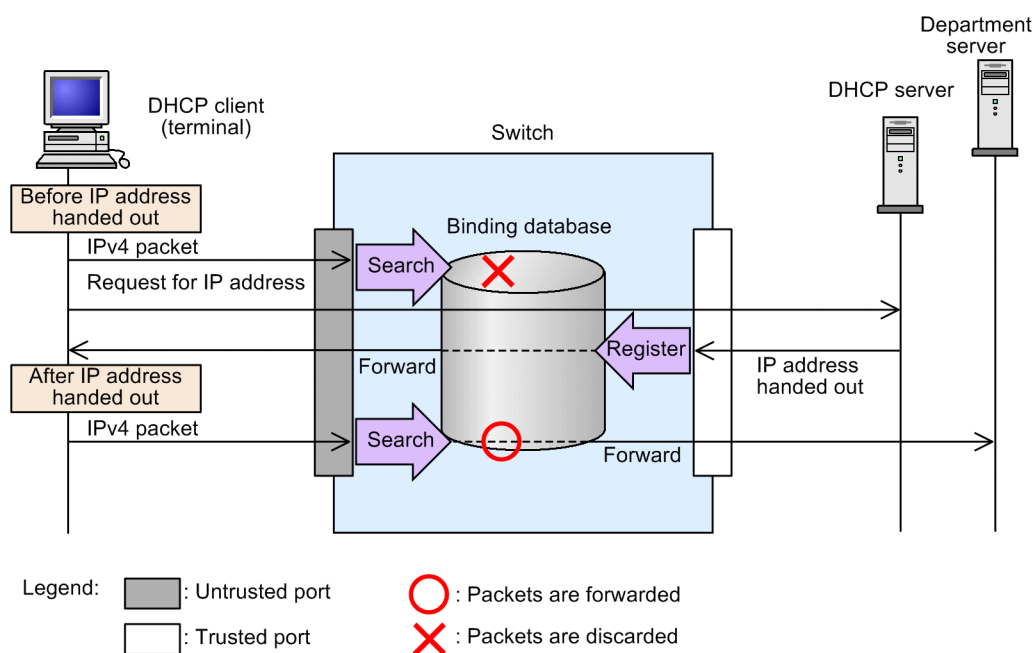 Department
server
DHCP server
DHCP client
(terminal)
Switch
Before IP address
handed out
Binding database
IPv4 packet
Search
Request for IP address
Register
Forward
IP address
handed out
After IP address
handed out
IPv4 packet
Search
Forward
Legend:
: Untrusted port
: Packets are forwarded
: Trusted port
: Packets are discarded